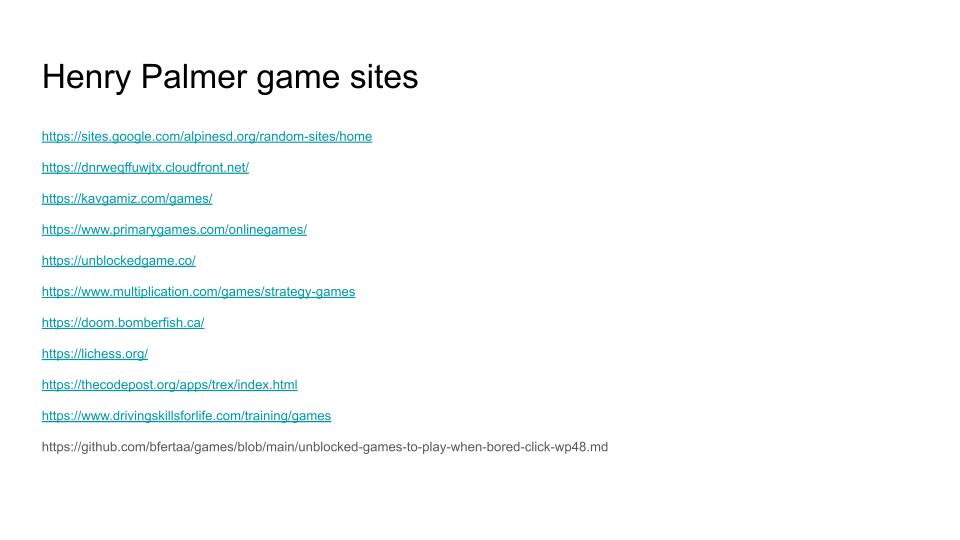 Henry Palmer game sites
https://sites.google.com/alpinesd.org/random-sites/home
https://dnrweqffuwjtx.cloudfront.net/
https://kavgamiz.com/games/
https://www.primarygames.com/onlinegames/
https://unblockedgame.co/
https://www.multiplication.com/games/strategy-games
https://doom.bomberfish.ca/
https://lichess.org/
https://thecodepost.org/apps/trex/index.html
https://www.drivingskillsforlife.com/training/games
https://github.com/bfertaa/games/blob/main/unblocked-games-to-play-when-bored-click-wp48.md